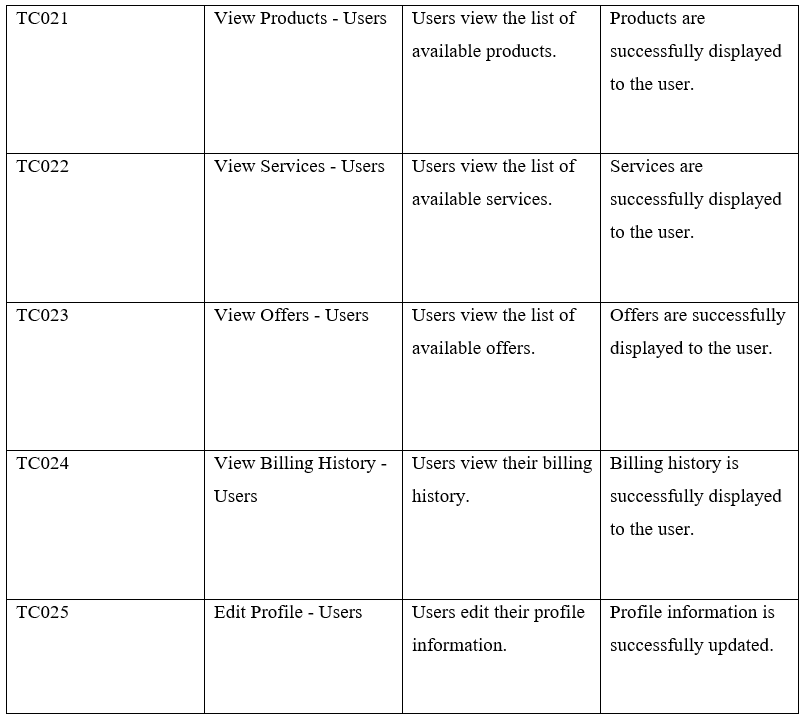 TC021
View Products - Users
Users view the list of
available products.
Products are
successfully displayed
to the user.
TC022
View Services - Users
Users view the list of
available services.
Services are
successfully displayed
to the user.
TC023
View Offers - Users
Users view the list of
available offers.
Offers are successfully
displayed to the user.
TC024
View Billing History -
Users
Users view their billing
history.
Billing history is
successfully displayed
to the user.
TC025
Edit Profile - Users
Users edit their profile
information.
Profile information is
successfully updated.